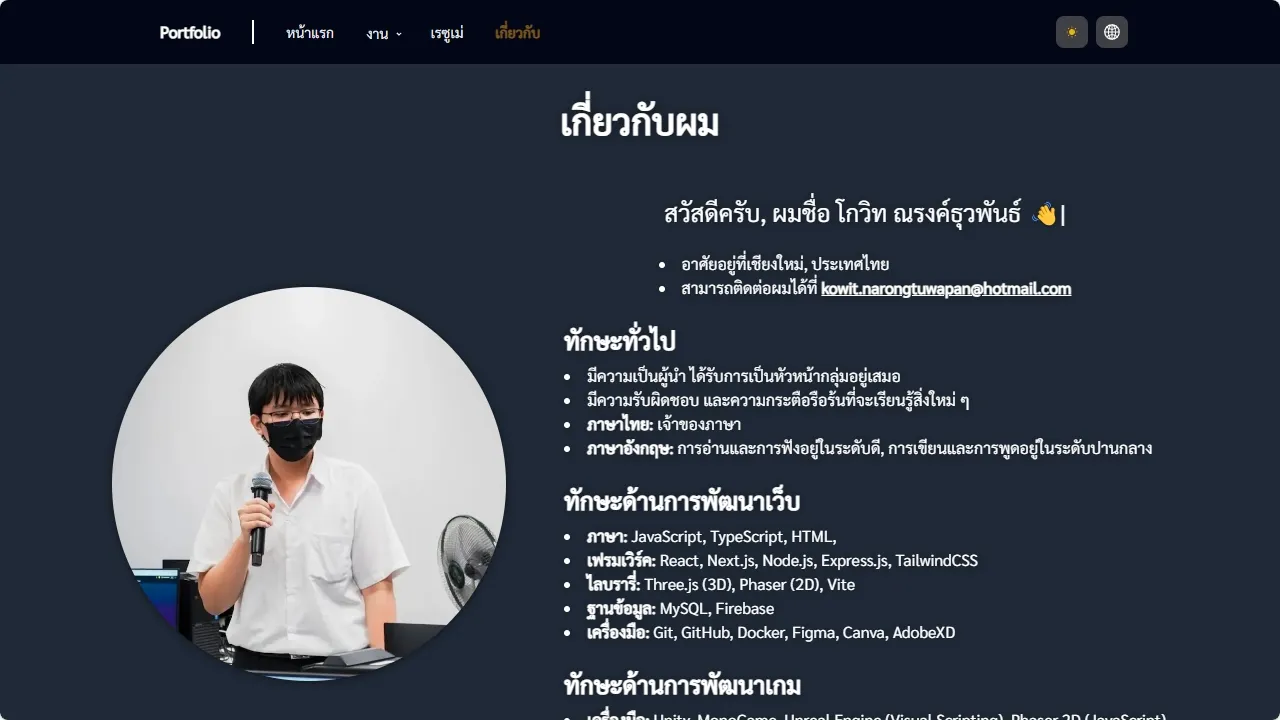 Portfolio
หน้าแรก
งาน
เรซูเม่
เกี่ยวกับ
เกี่ยวกับผม
สวัสดีครับ, ผมชื่อ โกวิท ณรงค์ธุวพันธ์ 👋|
• อาศัยอยู่ที่เชียงใหม่, ประเทศไทย
• สามารถติดต่อผมได้ที่ kowit.narongtuwapan@hotmail.com
ทักษะทั่วไป
• มีความเป็นผู้นำ ได้รับการเป็นหัวหน้ากลุ่มอยู่เสมอ
• มีความรับผิดชอบ และความกระตือรือร้นที่จะเรียนรู้สิ่งใหม่ ๆ
• ภาษาไทย: เจ้าของภาษา
• ภาษาอังกฤษ: การอ่านและการฟังอยู่ในระดับดี, การเขียนและการพูดอยู่ในระดับปานกลาง
ทักษะด้านการพัฒนาเว็บ
• ภาษา: JavaScript, TypeScript, HTML,
• เฟรมเวิร์ค: React, Next.js, Node.js, Express.js, TailwindCSS
• ไลบรารี่: Three.js (3D), Phaser (2D), Vite
• ฐานข้อมูล: MySQL, Firebase
• เครื่องมือ: Git, GitHub, Docker, Figma, Canva, AdobeXD
ทักษะด้านการพัฒนาเกม
• เครื่องมือ: Unity, MonoGame, Unreal Engine (Visual Scripting), Phaser 2D (JavaScript)